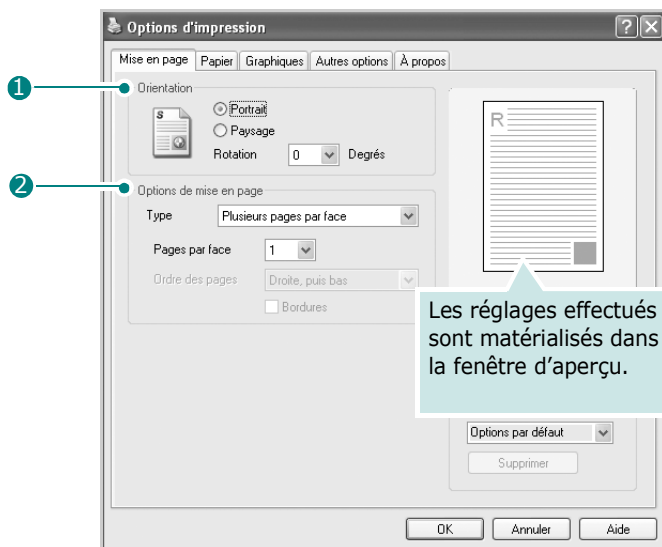 Options d'impression
Mise en page Papier Graphiques Autres options À propos
1
Orientation
S
Portrait
Paysage
Rotation 0 Degrés
2
Options de mise en page
Type Plusieurs pages par face
Pages par face 1
Ordre des pages Droite, puis bas
Bordures
R
Les réglages effectués
sont matérialisés dans
la fenêtre d’aperçu.
Options par défaut
Supprimer
OK Annuler Aide